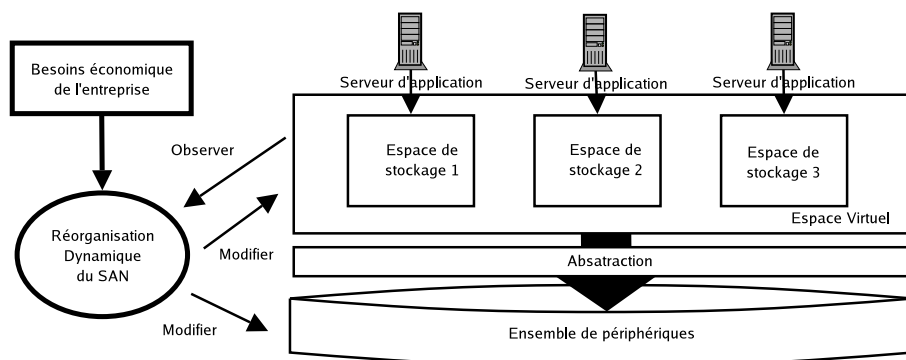 Besoins économique
de l'entreprise
Serveur d'application
Serveur d'application
Serveur d'application
Observer
Espace de
stockage 1
Espace de
stockage 2
Espace de
stockage 3
Espace Virtuel
Réorganisation
Dynamique
du SAN
Modifier
Absatraction
Modifier
Ensemble de périphériques